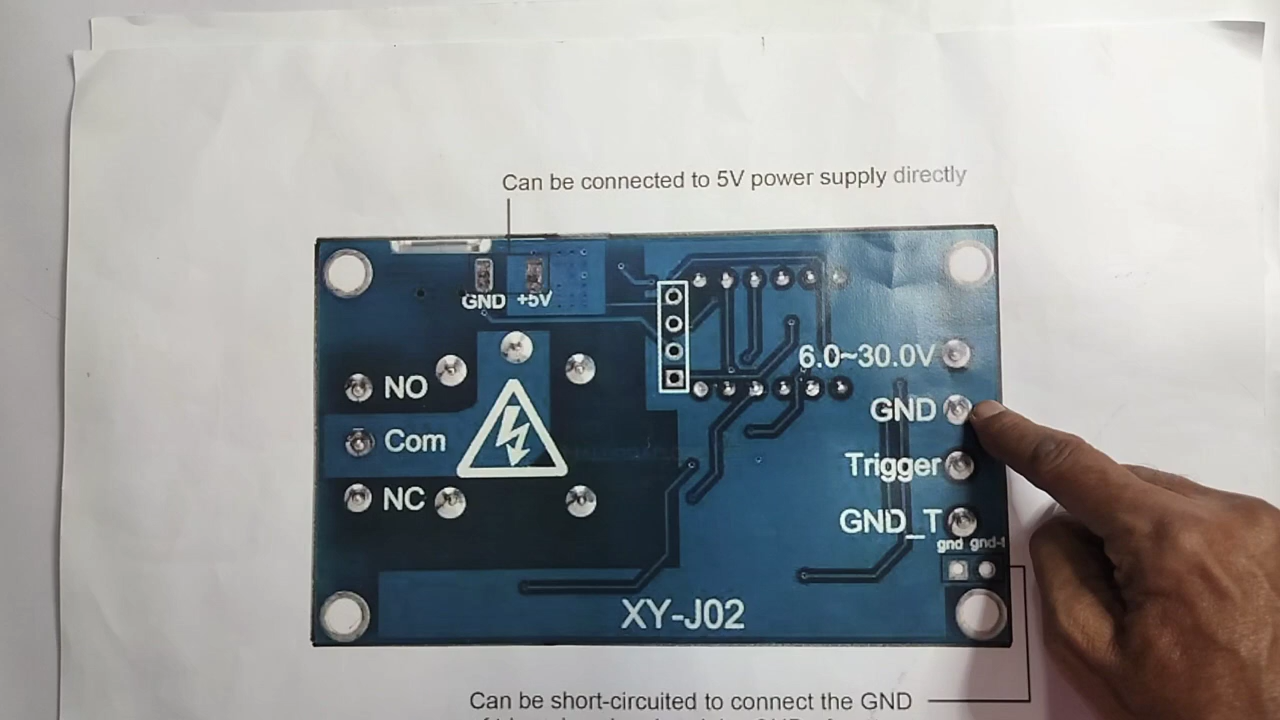 Can be connected to 5V power supply directly
GND +5V
6.0~30.0V
NO
GND
Com
Trigger
NC
GND_T
gnd gnd-t
XY-J02
Can be short-circuited to connect the GND